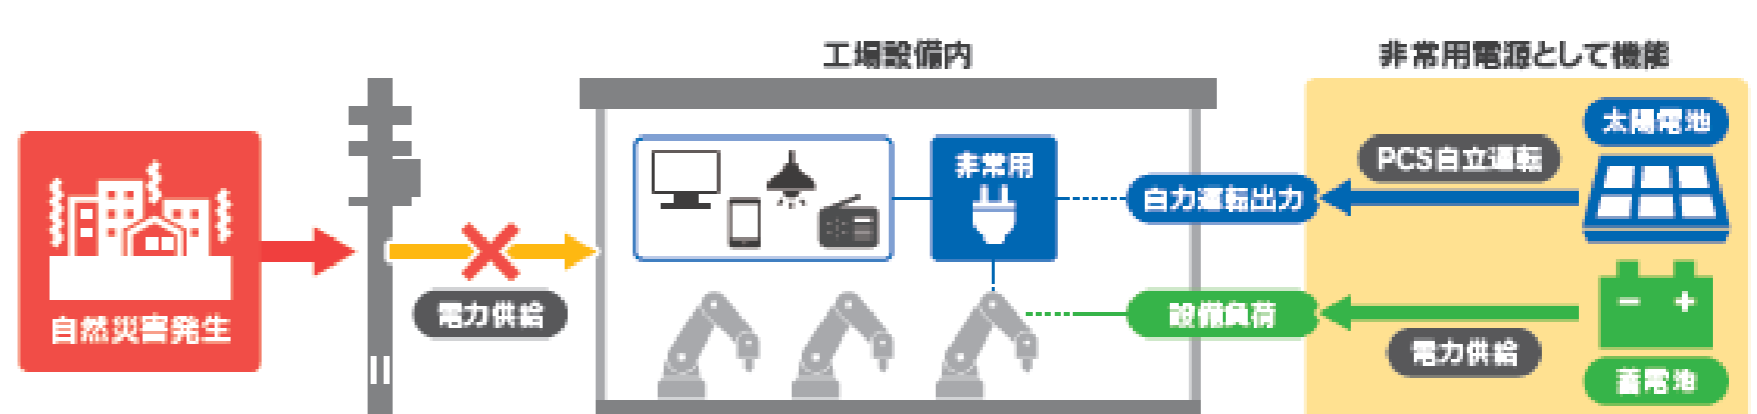 工場設備内
非常用電源として機能
太陽電池
PCS自立運転
非常用
自力運転出力
電力供給
設備負荷
自然災害発生
電力供給
蓄電池